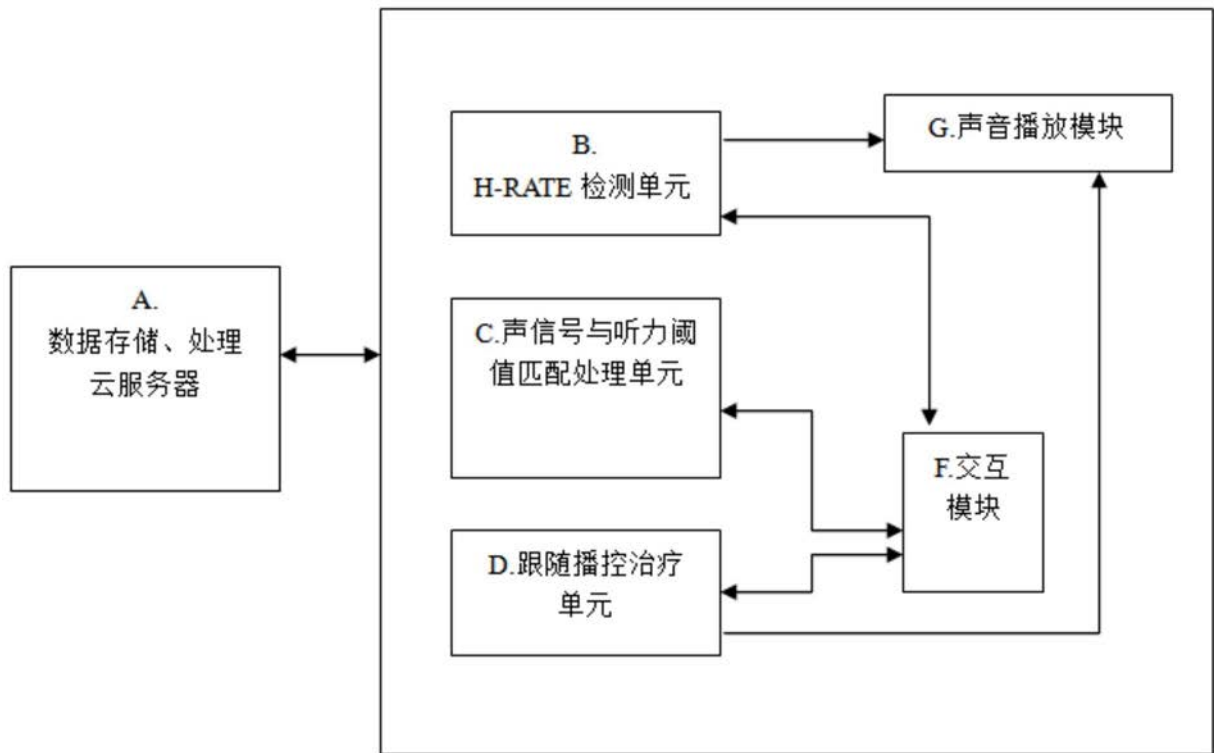 A.
数据存储、处理
云服务器
B.
H-RATE 检测单元
G.声音播放模块
C.声信号与听力阈
值匹配处理单元
F.交互
模块
D.跟随播控治疗
单元